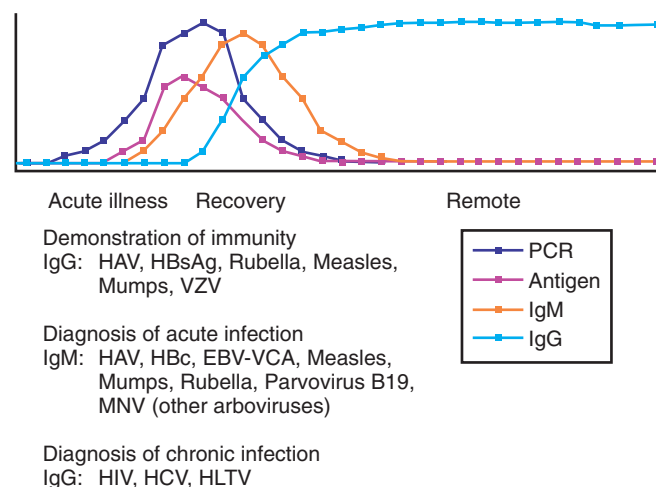 Acute illness Recovery Remote
Demonstration of immunity
IgG: HAV, HBsAg, Rubella, Measles,
Mumps, VZV
Diagnosis of acute infection
IgM: HAV, HBc, EBV-VCA, Measles,
Mumps, Rubella, Parvovirus B19,
MNV (other arboviruses)
Diagnosis of chronic infection
IgG: HIV, HCV, HLTV
PCR
Antigen
IgM
IgG